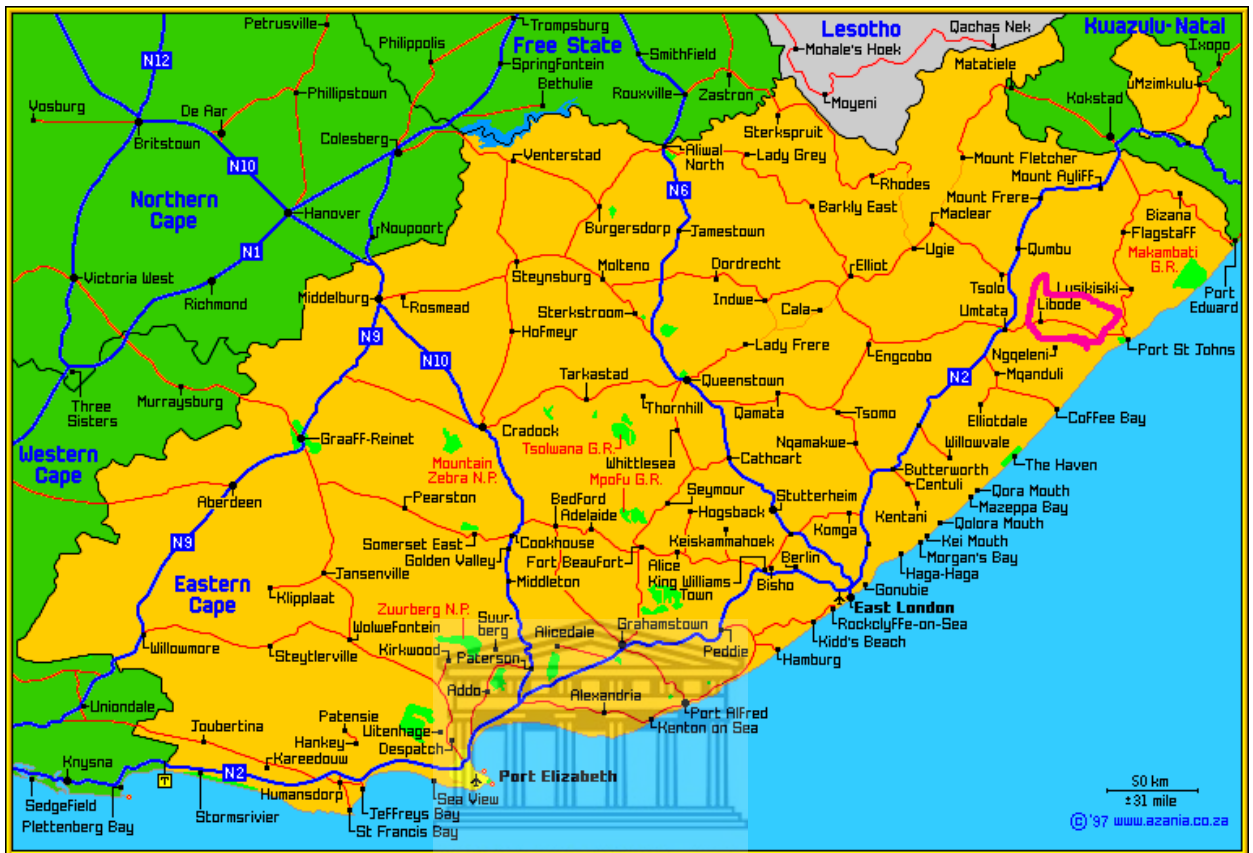 Petrusville
Trompsburg
Lesotho
Qachas Nek
Kwazulu-Natal
Philippolis
Free State
Smithfield
Mohale's Hoek
Ixopo
N12
Springfontein
Matatiele
uMzimkulu
Vosburg
De Aar
Phillipstown
Bethulie
Rouxville
Zastron
Moyeni
Kokstad
Britstown
Colesberg
Sterkspruit
N10
Venterstad
Aliwal
North
Lady Grey
Mount Fletcher
Mount Ayliff
Northern
Cape
N6
Rhodes
Mount Frere
Hanover
Barkly East
Maclear
Bizana
Noupoort
Burgersdorp
Jamestown
Flagstaff
N1
Ugie
Qumbu
Makambati
G.R.
Victoria West
Steynsburg
Molteno
Dordrecht
Elliot
Richmond
Middelburg
Rosmead
Indwe
Cala
Tsolo
Lusikisiki
Port
Edward
Sterkstroom
Umtata
Libode
N9
Hofmeyr
N10
Lady Frere
Engcobo
Ngqeleni
Port St Johns
Tarkastad
Queenstown
N2
Mqanduli
Three
Sisters
Murraysburg
Thornhill
Qamata
Tsomo
Elliotdale
Coffee Bay
Graaff-Reinet
Cradock
Tsolwana G.R.
Nqamakwe
Willowvale
Western
Cape
Mountain
Zebra N.P.
Whittlesea
Cathcart
The Haven
Mpofu G.R.
Butterworth
Centuli
Aberdeen
Pearston
Bedford
Seymour
Stutterheim
Qora Mouth
Adelaide
Hogsback
Kentani
Mazeppa Bay
N9
Somerset East
Cookhouse
Keiskammahoek
Komga
Qolora Mouth
Golden Valley
Fort Beaufort
Alice
Berlin
Kei Mouth
Morgan's Bay
Eastern
Cape
Jansenville
Middleton
King Williams
Town
Bisho
Haga-Haga
Klipplaat
Gonubie
Zuurberg N.P.
East London
Wolwefontein
Suur-
berg
Alicedale
Grahamstown
Rockclyffe-on-Sea
Willowmore
Steytlerville
Kirkwood
Paterson
Peddie
Kidd's Beach
Hamburg
Addo
Alexandria
Uniondale
Patensie
Port Alfred
Joubertina
Uitenhage
Kenton on Sea
Hankey
Despatch
Knysna
N2
Kareedouw
Port Elizabeth
Sedgefield
Humansdorp
Sea View
50 km
Plettenberg Bay
Stormsrivier
Jeffreys Bay
±31 mile
St Francis Bay
© '97 www.azania.co.za
T